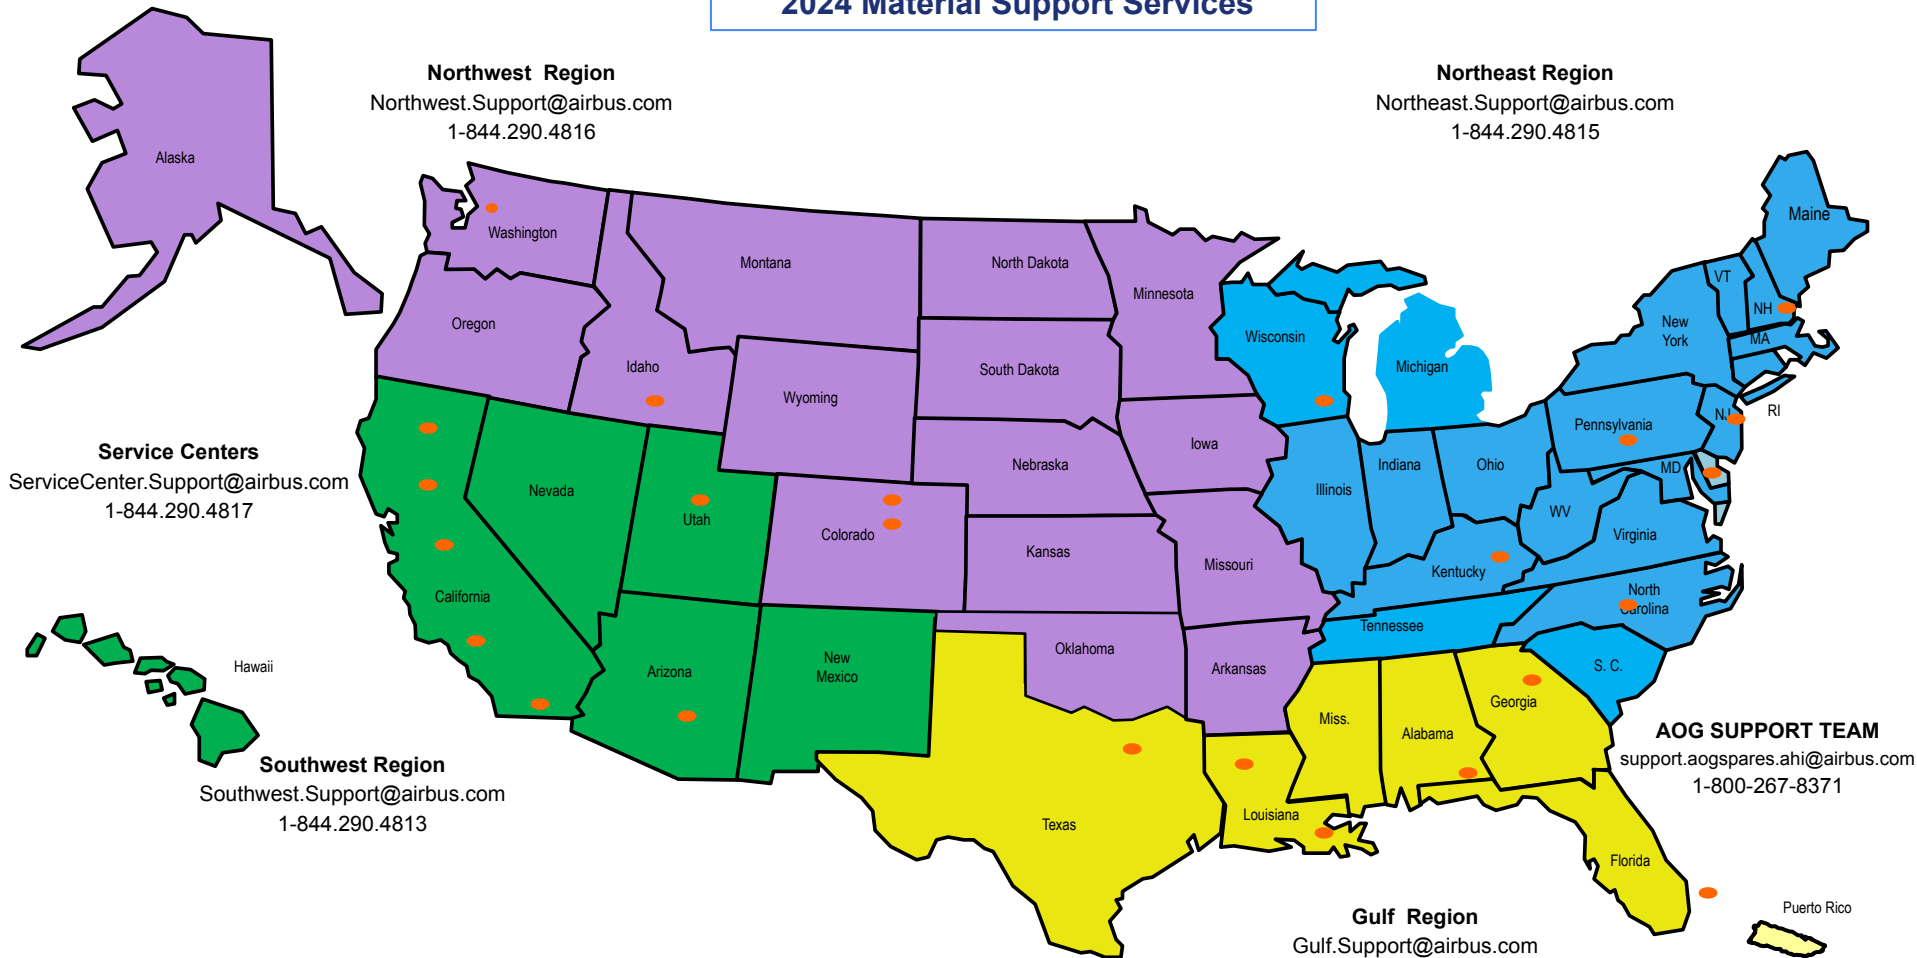 2024 Material Support Services
Northwest Region
Northwest.Support@airbus.com
1-844.290.4816
Northeast Region
Northeast.Support@airbus.com
1-844.290.4815
Alaska
Washington
Oregon
Idaho
Montana
Wyoming
North Dakota
South Dakota
Nebraska
Kansas
Minnesota
Iowa
Missouri
Wisconsin
Michigan
Illinois
Indiana
Ohio
Kentucky
Tennessee
Maine
VT
NH
New
York
MA
RI
NJ
Pennsylvania
MD
WV
Virginia
North
Carolina
S. C.
Service Centers
ServiceCenter.Support@airbus.com
1-844.290.4817
Nevada
Utah
Colorado
California
Arizona
New
Mexico
Oklahoma
Arkansas
Hawaii
Southwest Region
Southwest.Support@airbus.com
1-844.290.4813
Texas
Louisiana
Miss.
Alabama
Georgia
Florida
AOG SUPPORT TEAM
support.aogspares.ahi@airbus.com
1-800-267-8371
Puerto Rico
Gulf Region
Gulf.Support@airbus.com